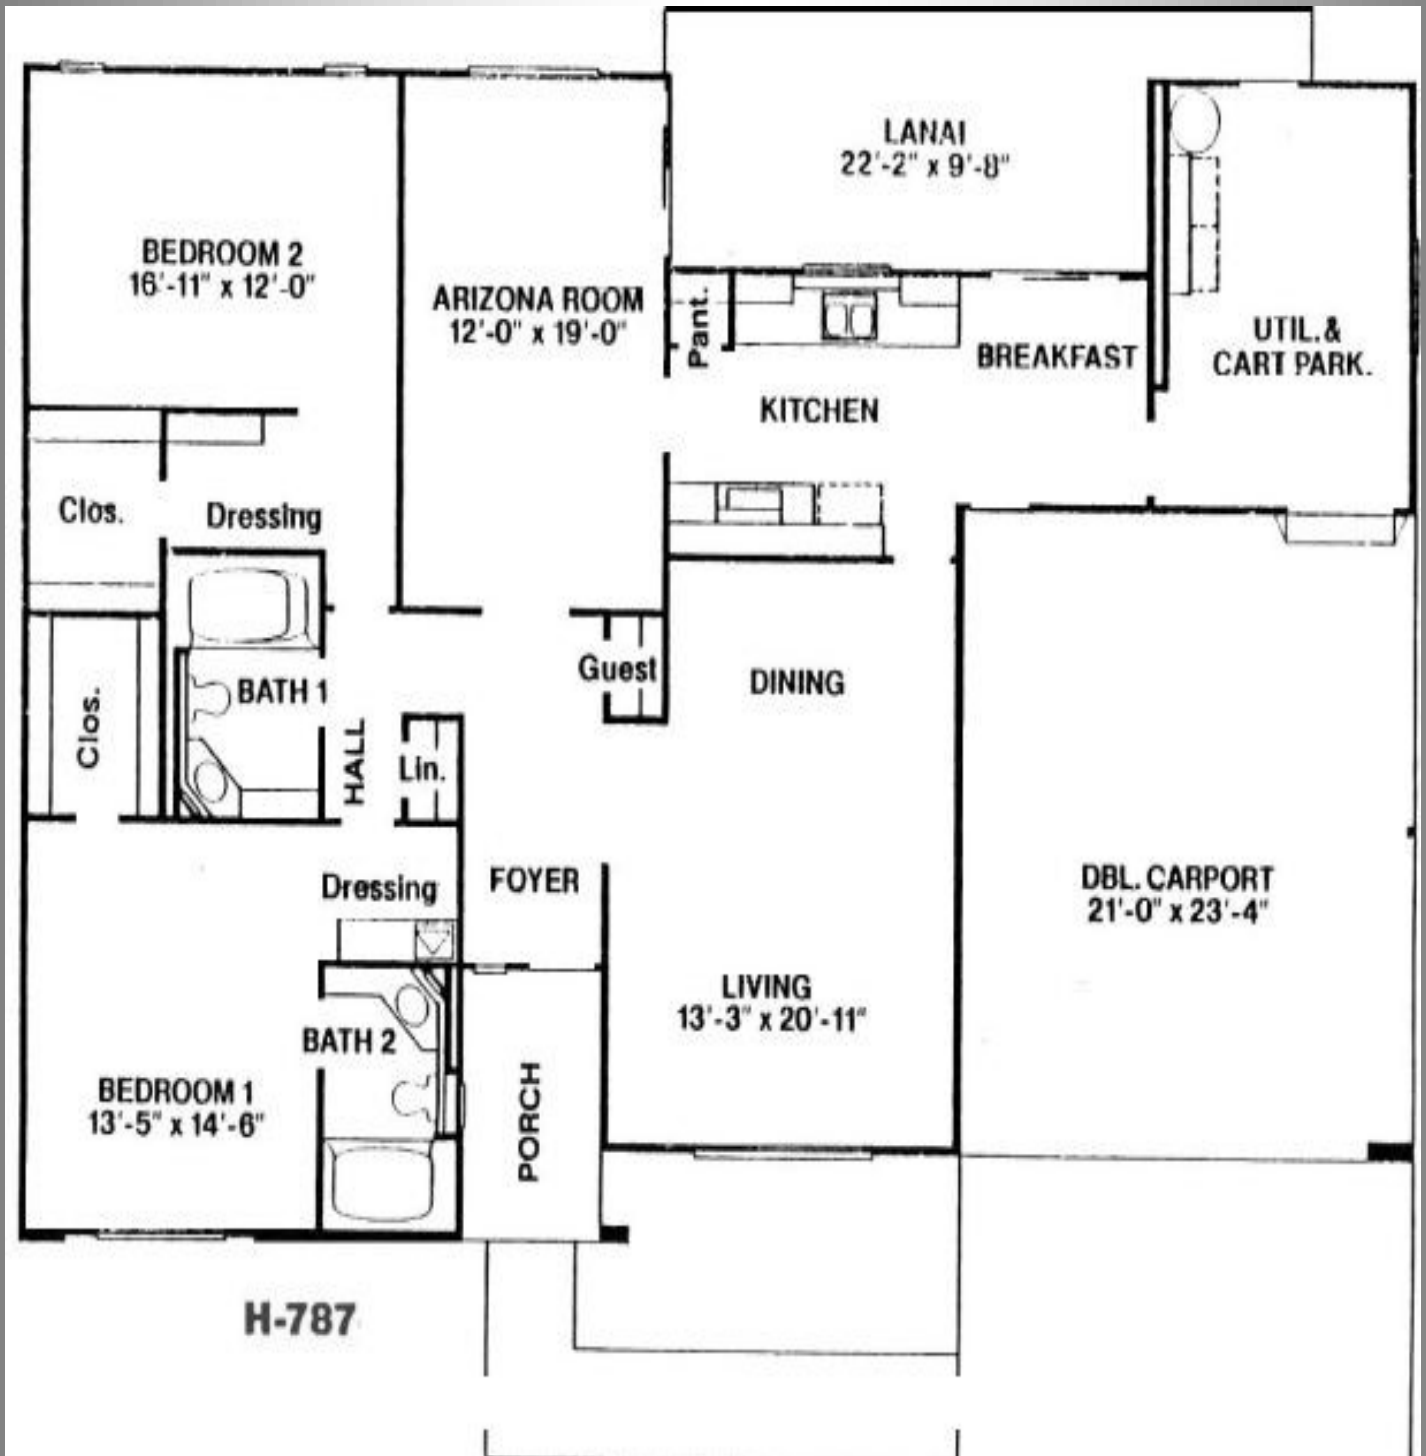 LANAI
22'-2" x 9'-8"
BEDROOM 2
16'-11" x 12'-0"
ARIZONA ROOM
12'-0" x 19'-0"
Pant.
BREAKFAST
UTIL.&
CART PARK.
KITCHEN
Clos.
Dressing
BATH 1
Guest
DINING
Clos.
HALL
Lin.
Dressing
FOYER
DBL. CARPORT
21'-0" x 23'-4"
LIVING
13'-3" x 20'-11"
BATH 2
BEDROOM 1
13'-5" x 14'-6"
PORCH
H-787